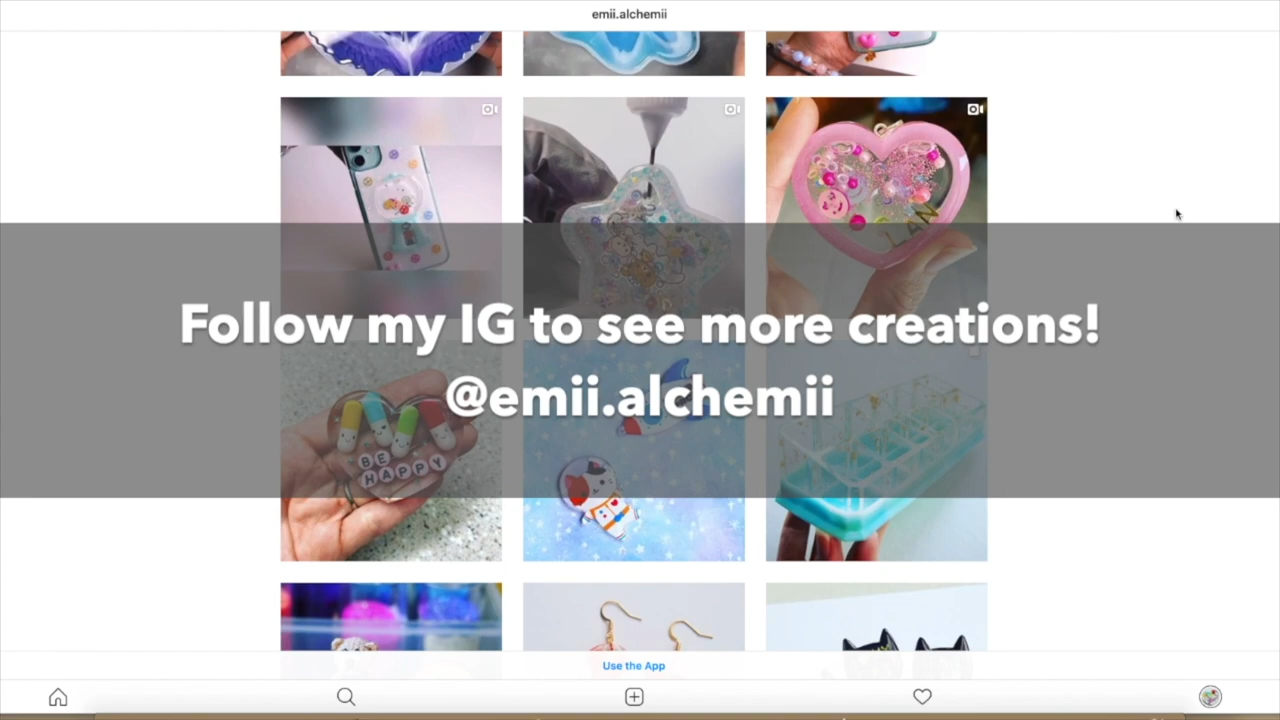 emii.alchemii
Follow my IG to see more creations!
@emii.alchemii
BE
HAPPY
Use the App